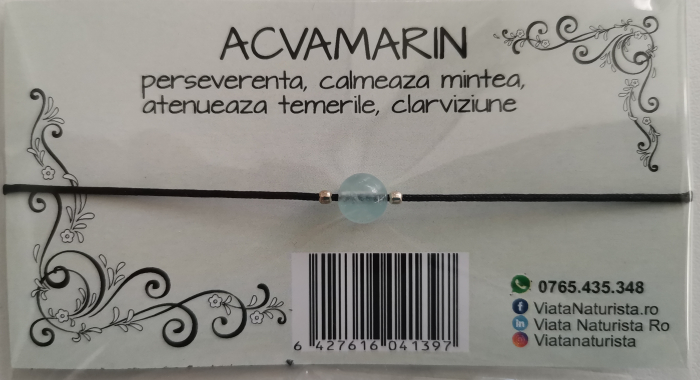 ACVAMARIN
perseverenta, calmeaza mintea,
atenueaza temerile, clarviziune
0765.435.348
ViataNaturista.ro
Viata Naturista Ro
Viatanaturista
6 427616 041397